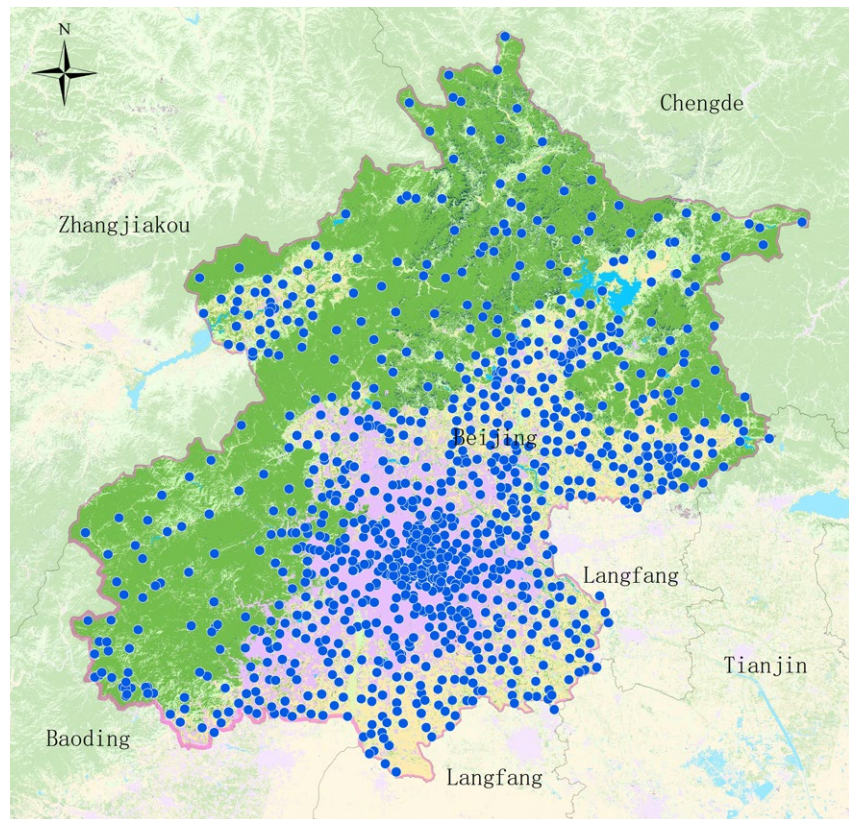 N
Chengde
Zhangjiakou
Beijing
Langfang
Tianjin
Baoding
Langfang